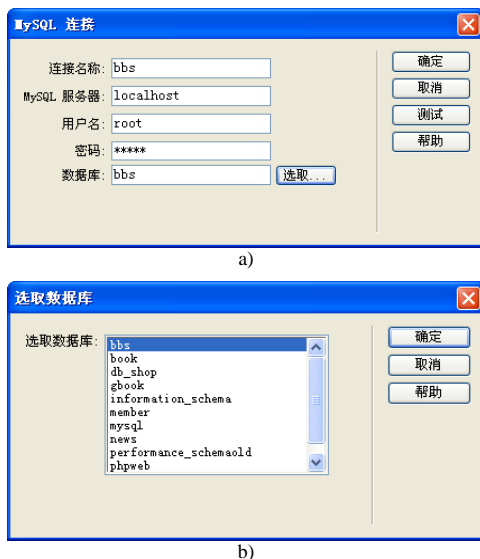 MySQL 连接
连接名称: bbs
MySQL 服务器: localhost
用户名: root
密码: *****
数据库: bbs
选取...
确定
取消
测试
帮助
a)
选取数据库
选取数据库:
bbs
book
db_shop
gbook
information_schema
member
mysql
news
performance_schemaold
phpweb
确定
取消
帮助
b)